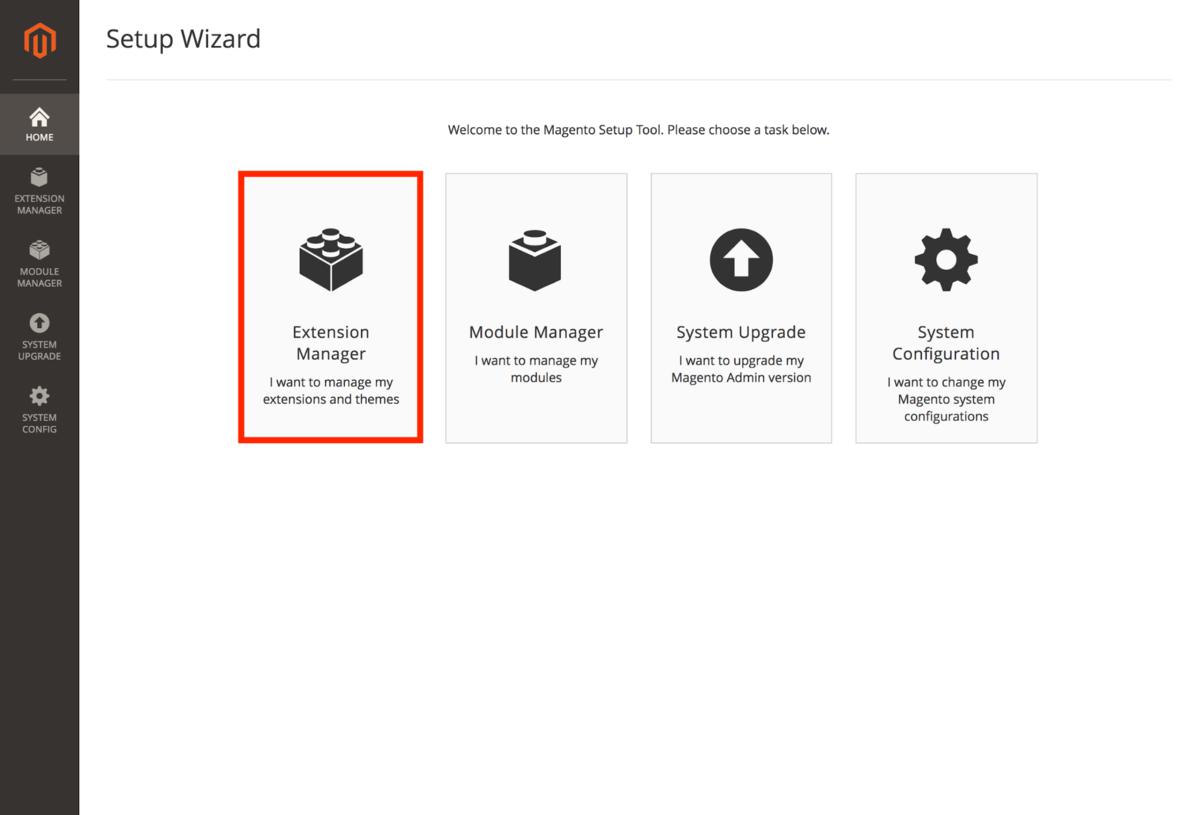 Setup Wizard
HOME
EXTENSION
MANAGER
MODULE
MANAGER
SYSTEM
UPGRADE
SYSTEM
CONFIG
Welcome to the Magento Setup Tool. Please choose a task below.
Extension
Manager
I want to manage my
extensions and themes
Module Manager
I want to manage my
modules
System Upgrade
I want to upgrade my
Magento Admin version
System
Configuration
I want to change my
Magento system
configurations